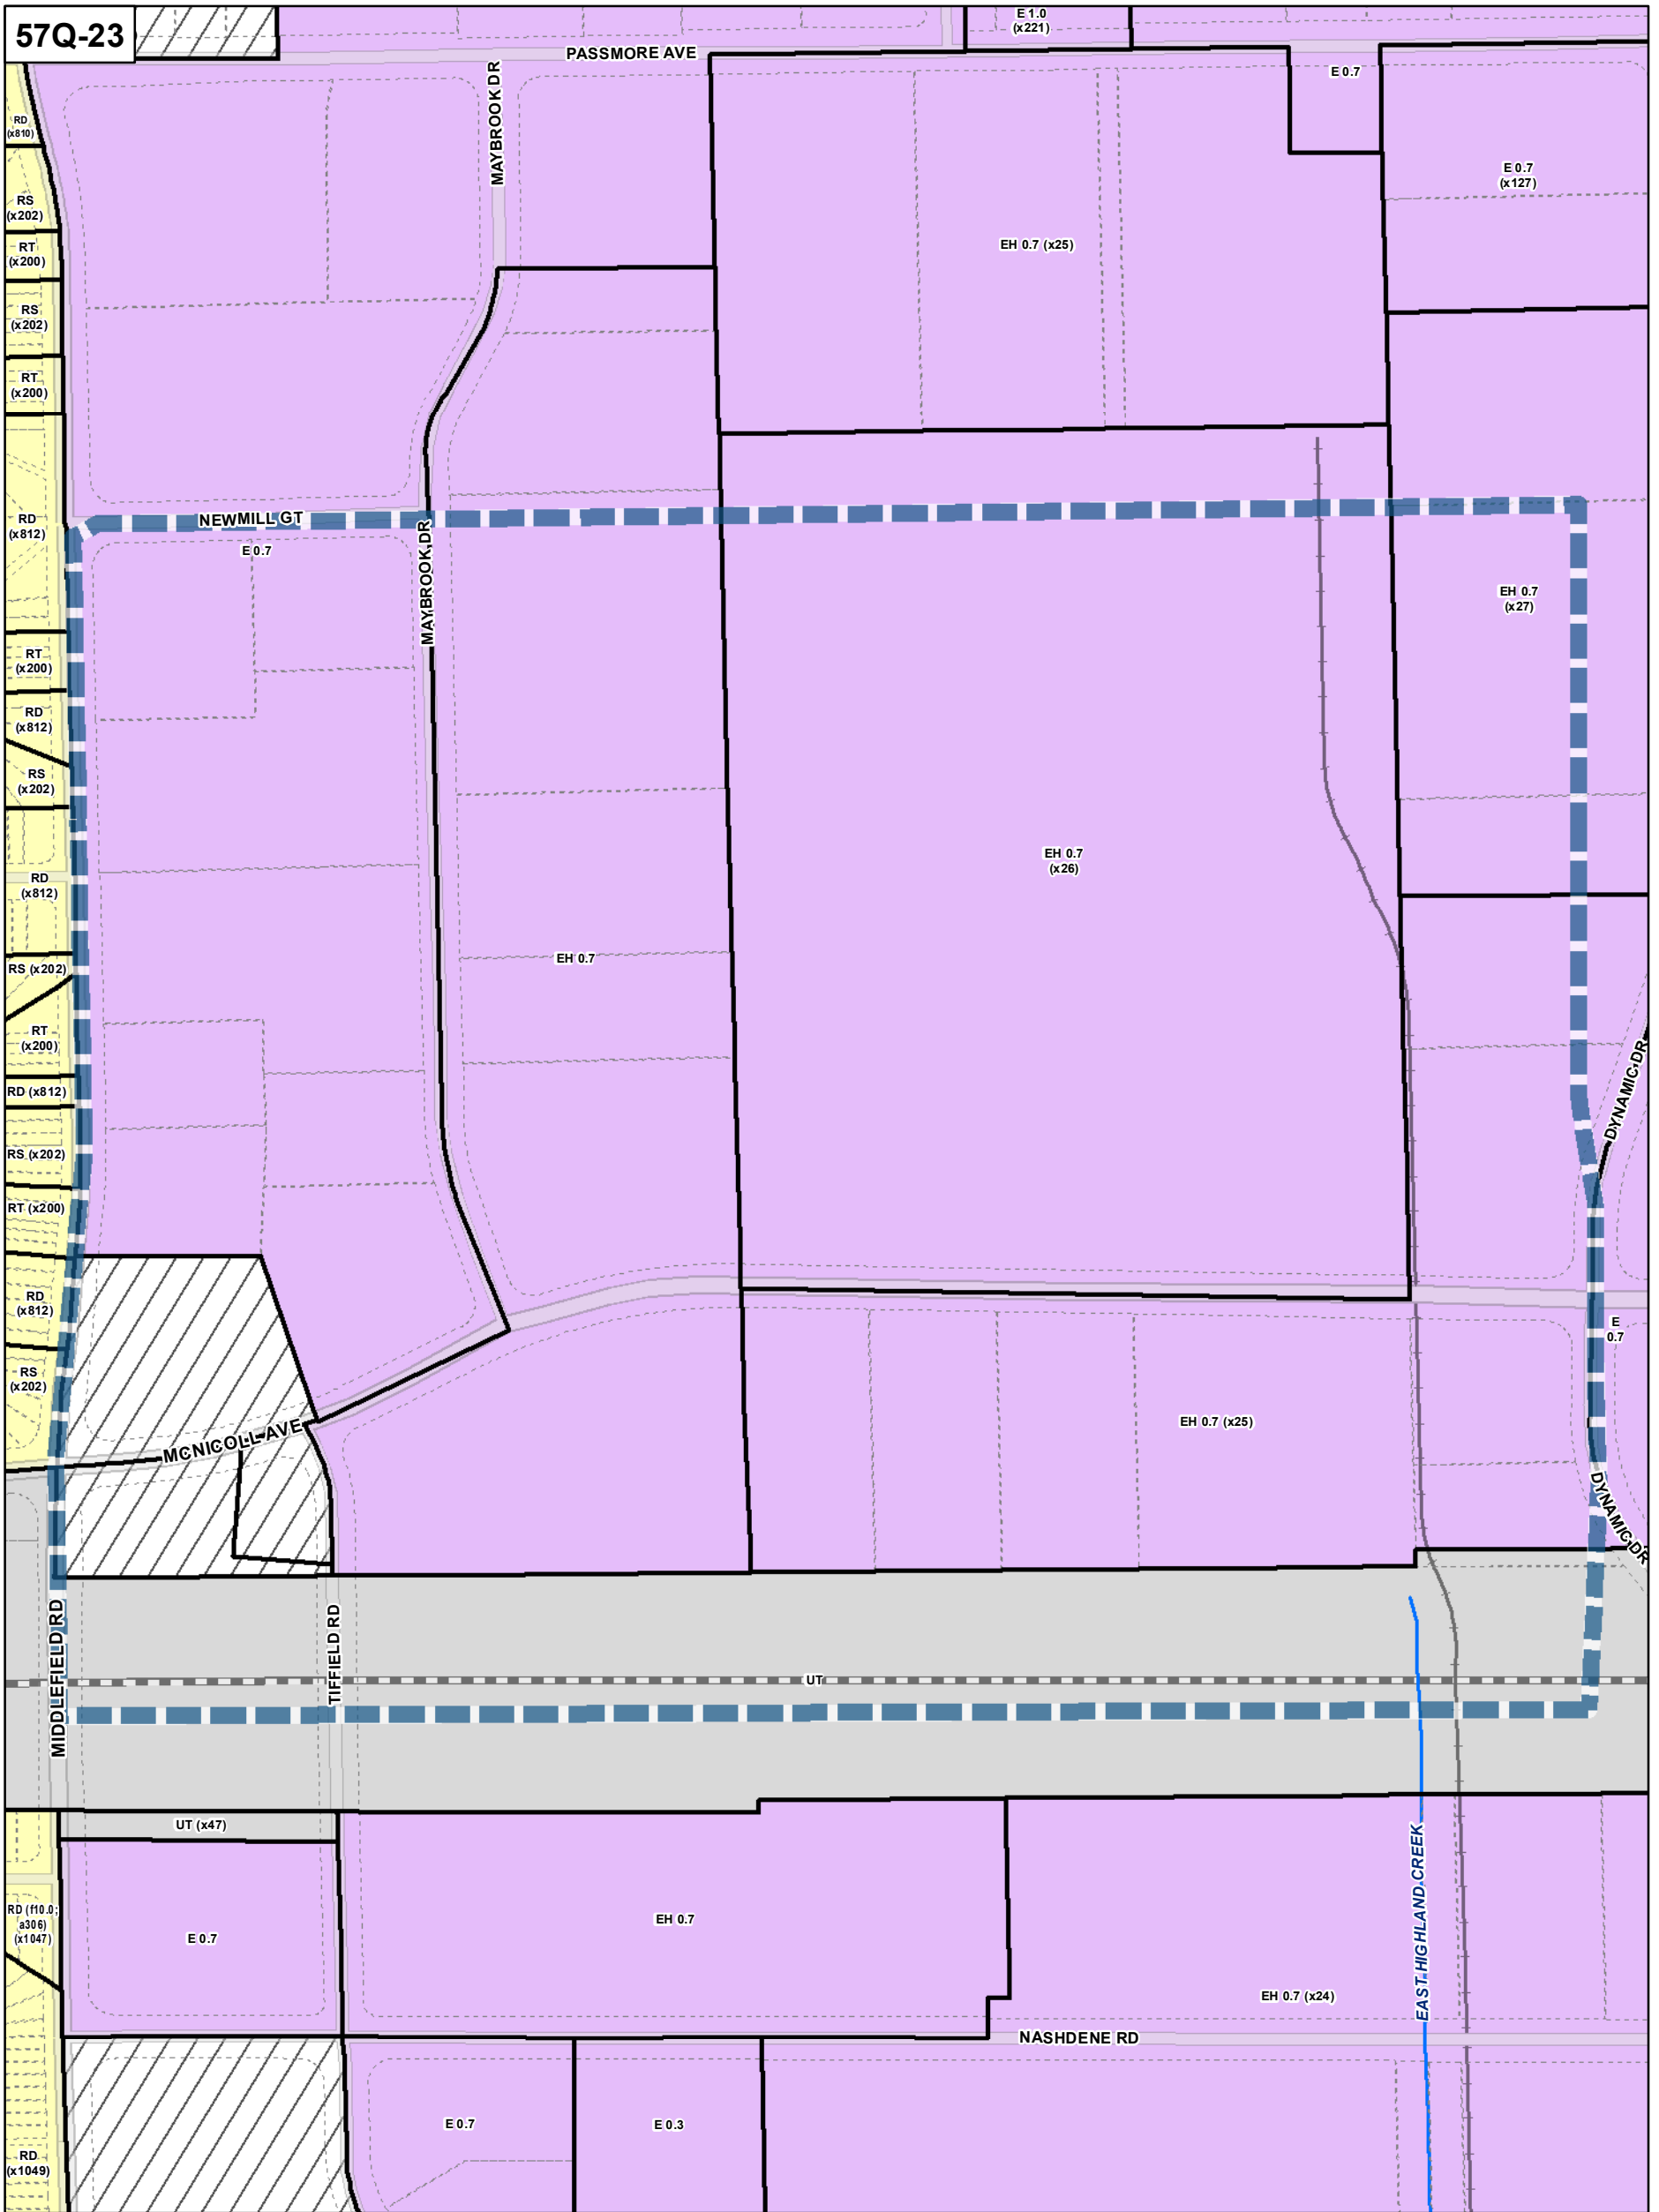 57Q-23
E 1.0
(x221)
PASSMORE AVE
E 0.7
MAYBROOK DR
RD
(x810)
E 0.7
(x127)
RS
(x202)
EH 0.7 (x25)
RT
(x200)
RS
(x202)
RT
(x200)
NEWMILL GT
RD
(x812)
E 0.7
MAYBROOK DR
EH 0.7
(x27)
RT
(x200)
RD
(x812)
RS
(x202)
EH 0.7
(x26)
RD
(x812)
EH 0.7
RS (x202)
RT
(x200)
DYNAMIC DR
RD (x812)
RS (x202)
RT (x200)
RD
(x812)
E
0.7
RS
(x202)
EH 0.7 (x25)
MCNICOLL AVE
DYNAMIC DR
MIDDLEFIELD RD
TIFFIELD RD
UT
UT (x47)
RD (f10.0;
a306)
(x1047)
E 0.7
EH 0.7
EAST HIGHLAND CREEK
EH 0.7 (x24)
NASHDENE RD
E 0.7
E 0.3
RD
(x1049)